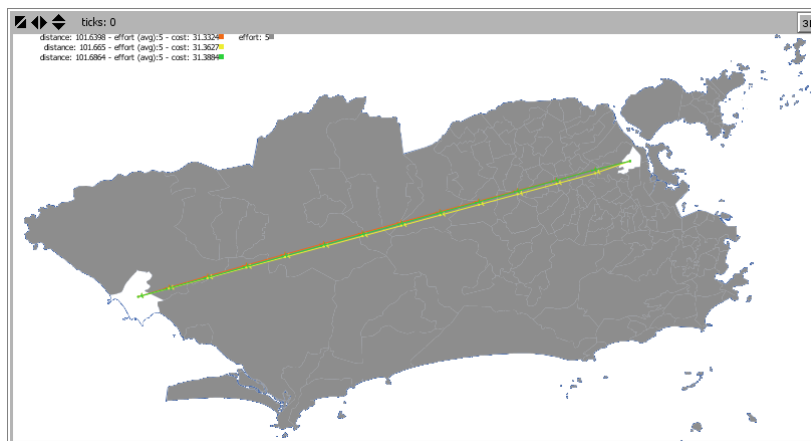 ticks: 0
3D
distance: 101.6398 - effort (avg):5 - cost: 31.3324 effort: 5
distance: 101.665 - effort (avg):5 - cost: 31.3627
distance: 101.6864 - effort (avg):5 - cost: 31.3884